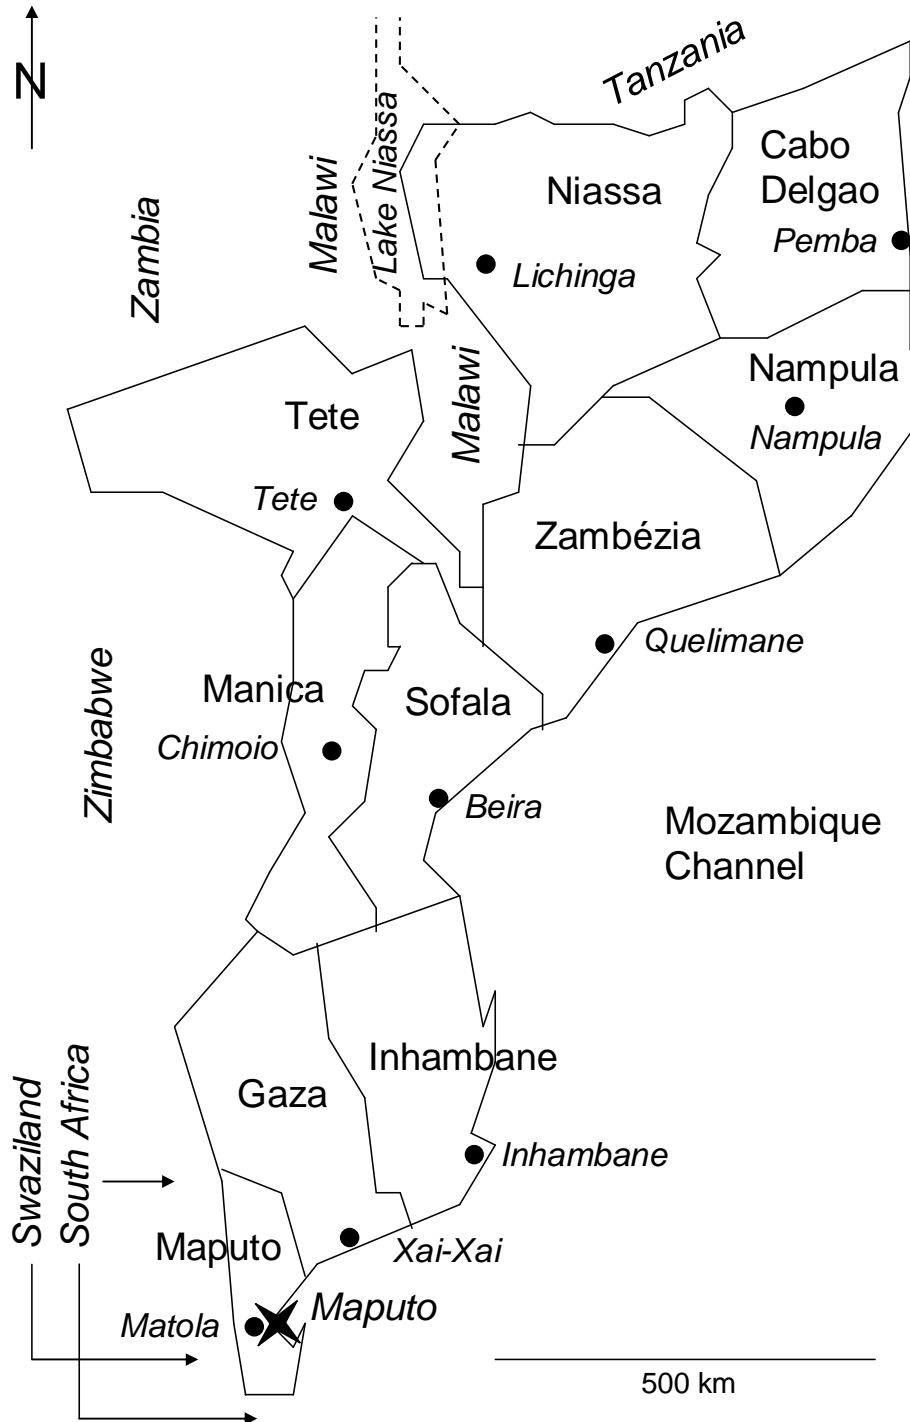 N
Tanzania
Cabo
Delgao
Pemba
Niassa
Lichinga
Lake Niassa
Malawi
Zambia
Nampula
Nampula
Malawi
Tete
Tete
Zambézia
Quelimane
Manica
Sofala
Zimbabwe
Chimoio
Beira
Mozambique
Channel
Inhambane
Gaza
Swaziland
South Africa
Inhambane
Maputo
Xai-Xai
Maputo
Matola
500 km